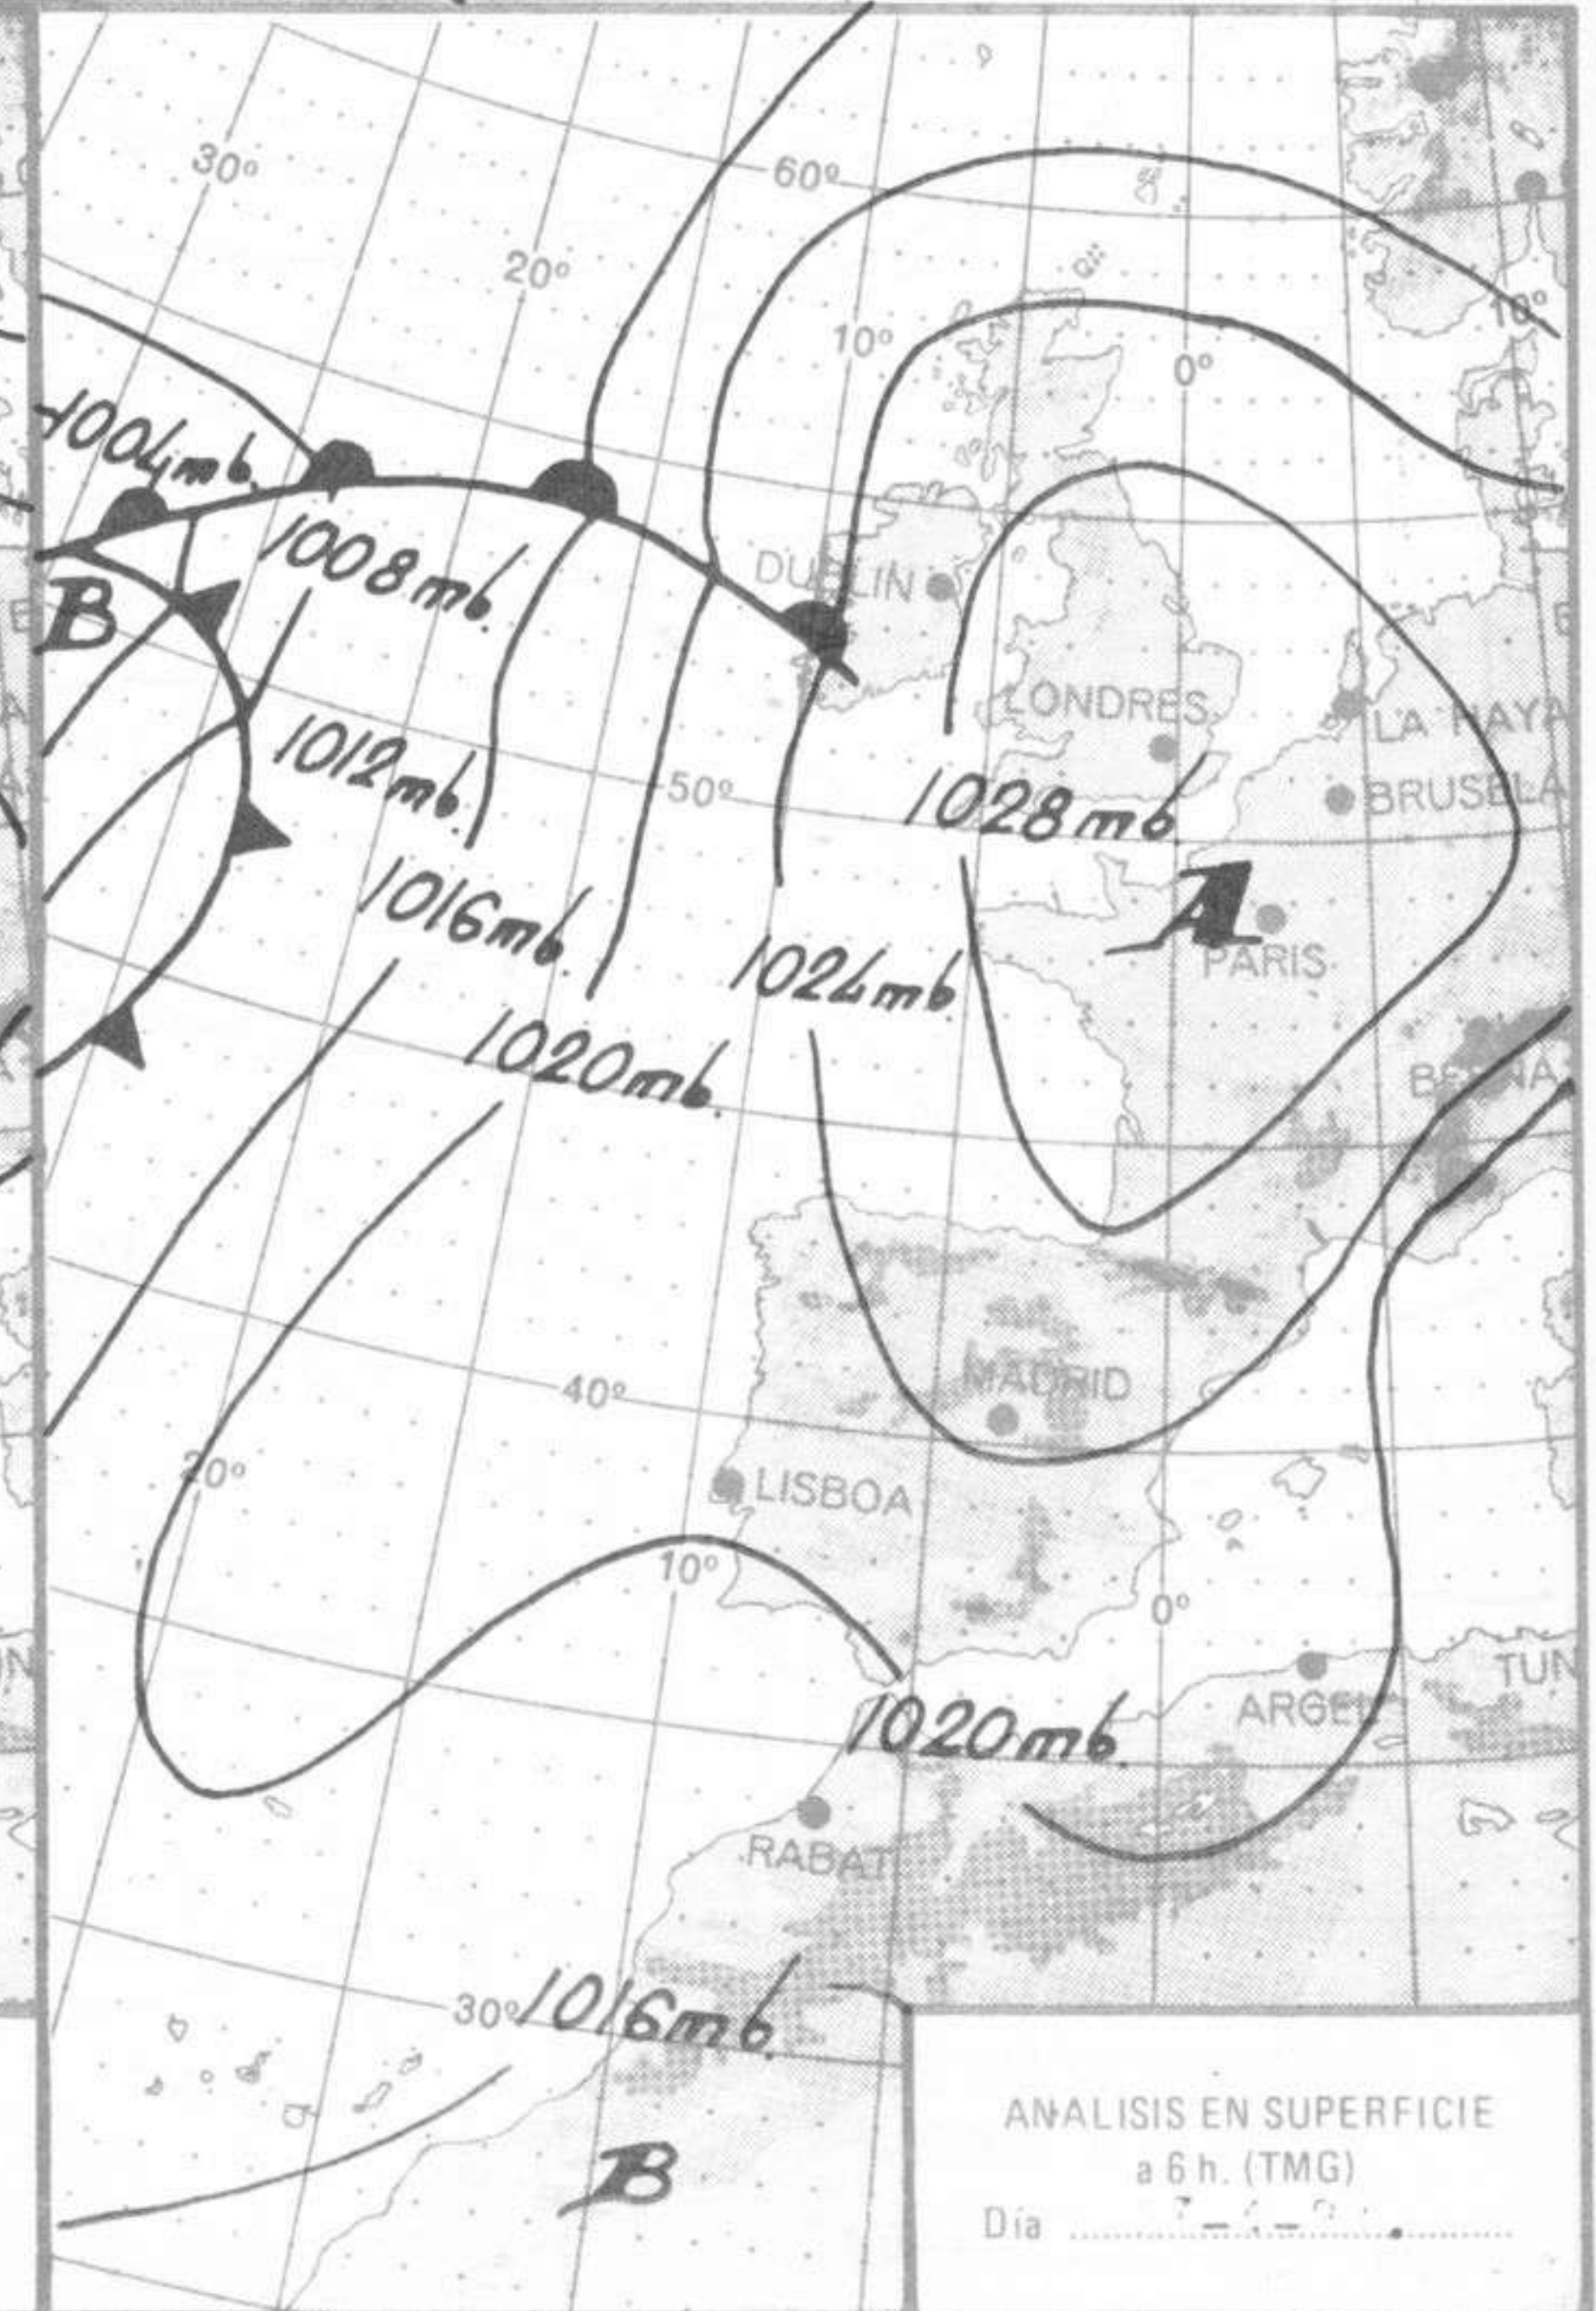 30º
60º
20º
10º
10º
0º
1004mb.
1008mb.
DUBLIN
B
LONDRES
LA HAYA
1012mb.
50º
1028mb
BRUSELA
1016mb.
A
PARIS
1024mb.
1020mb.
BERNA
MADRID
40º
20º
LISBOA
10º
0º
TUN
ARGEL
1020mb.
RABAT
30º
1016mb.
B
ANALISIS EN SUPERFICIE
a 6 h. (TMG)
Día